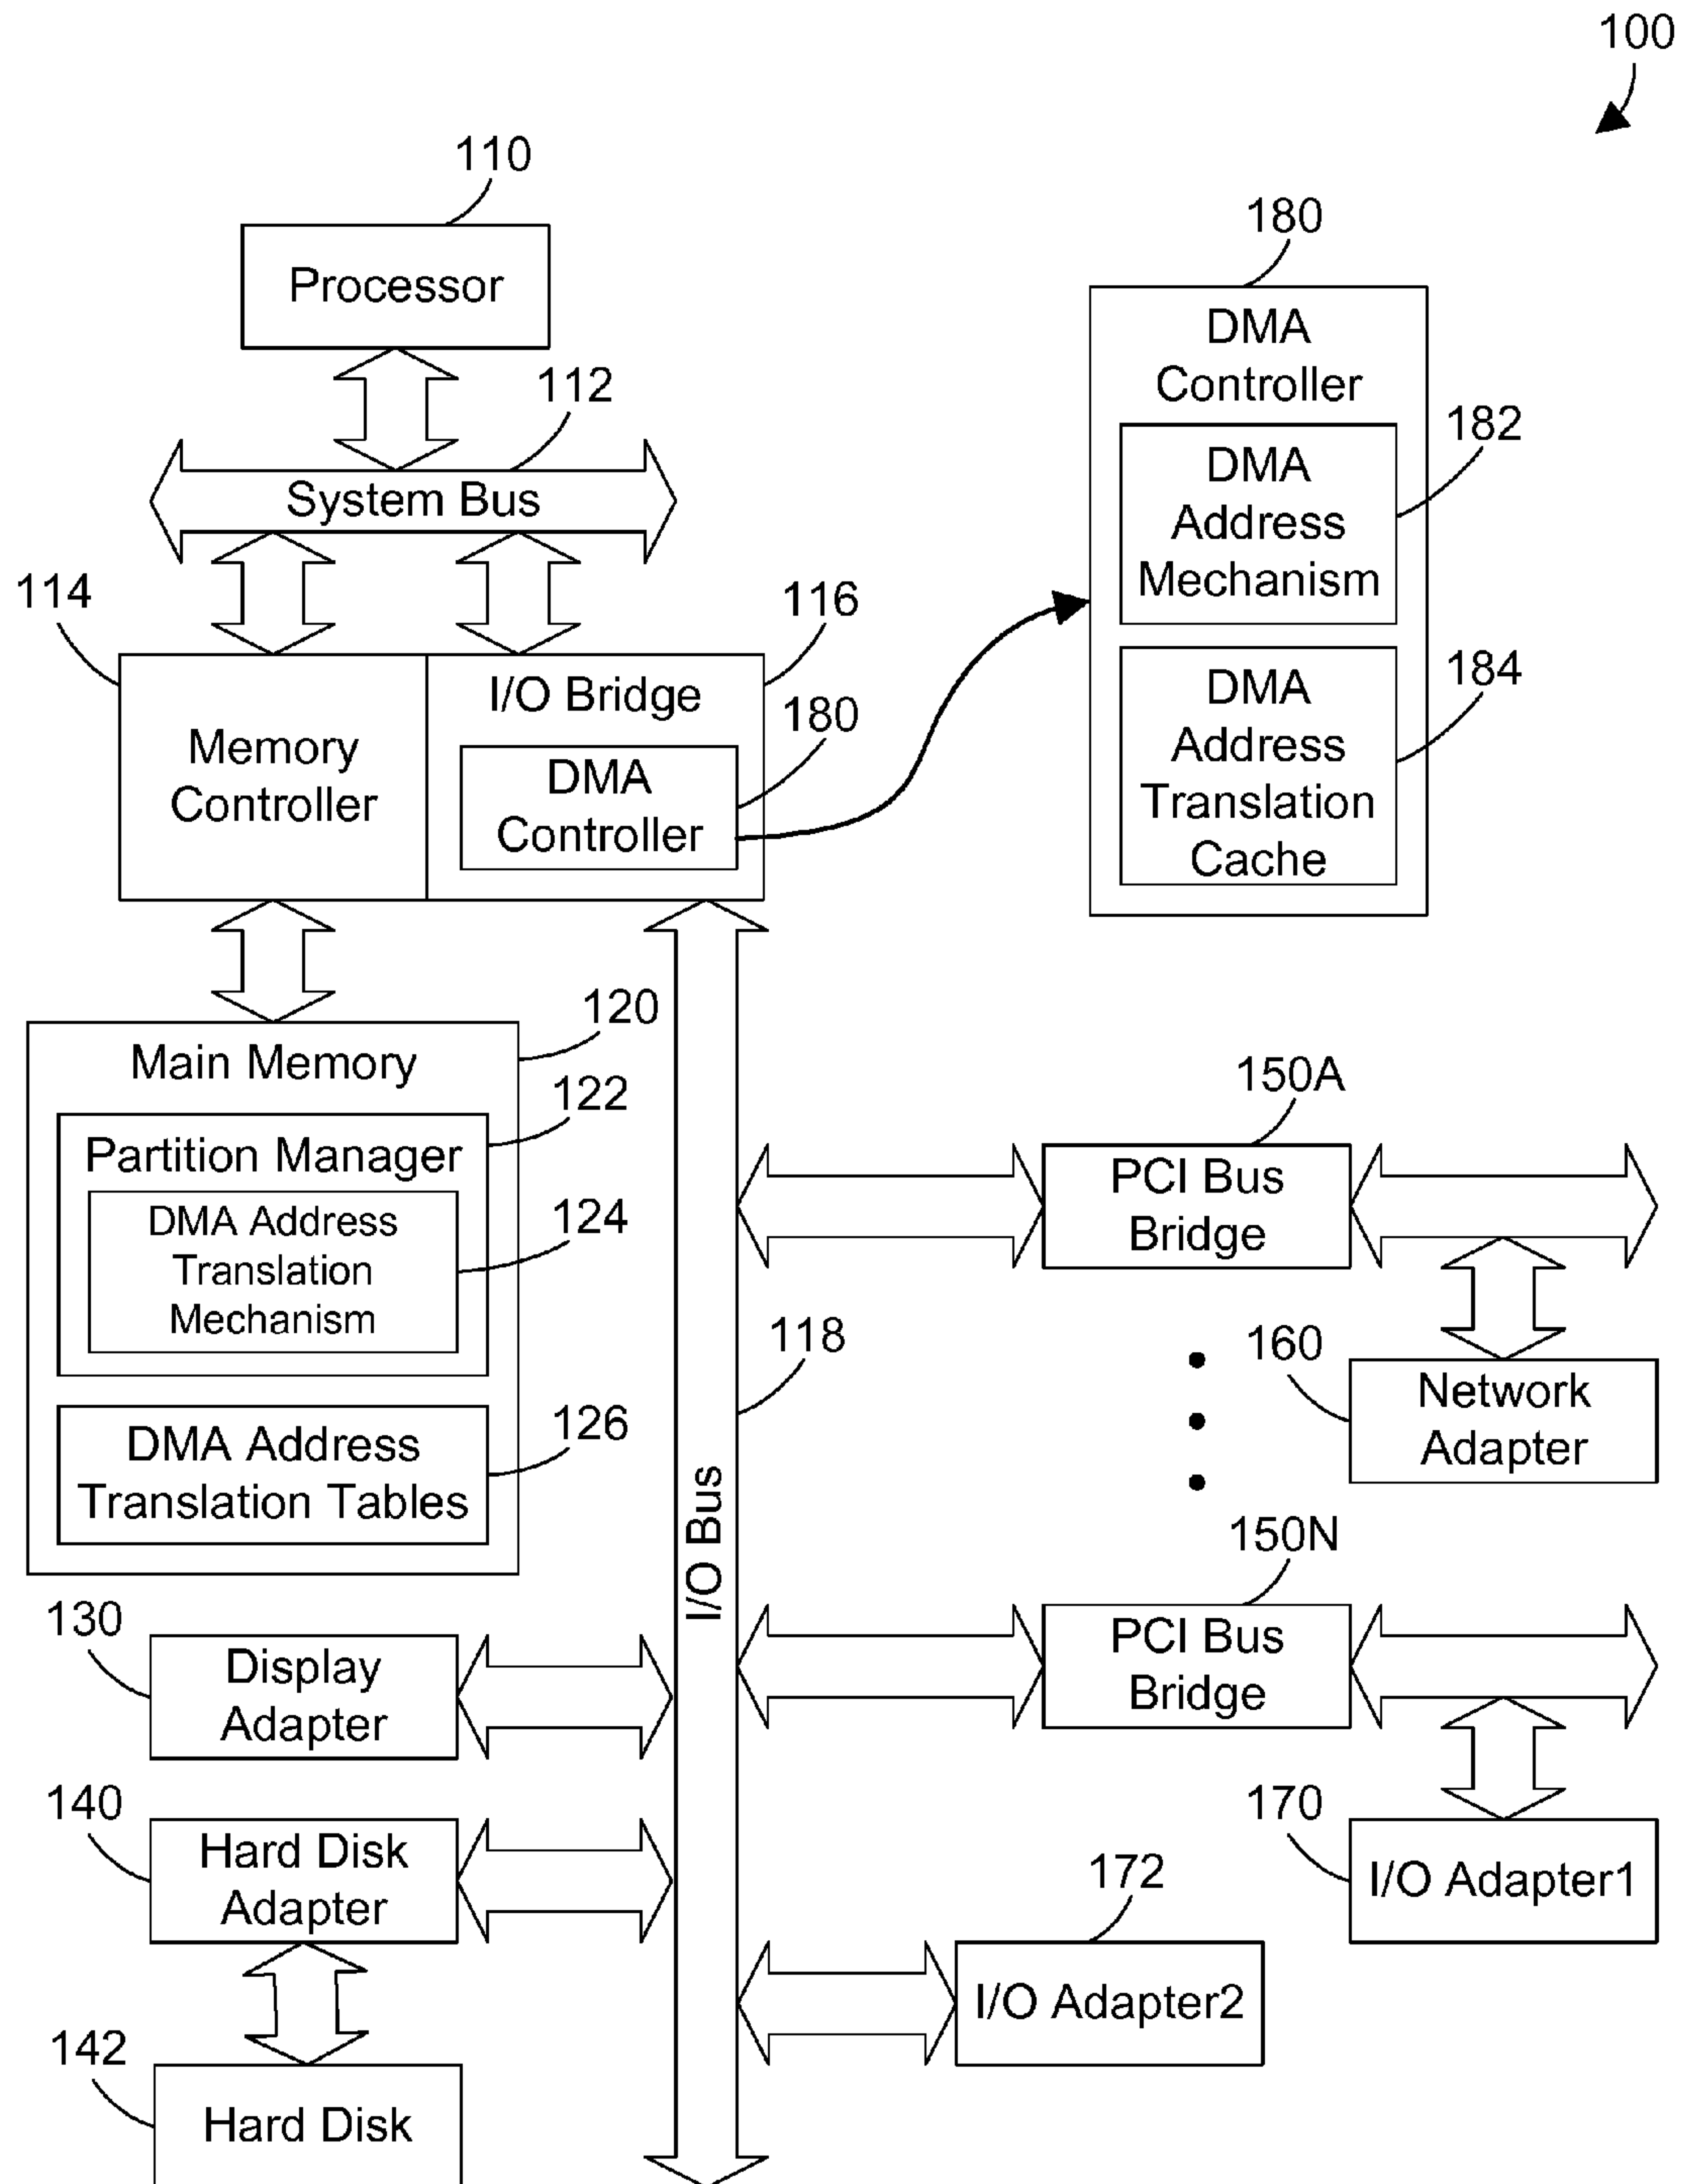 100
110
Processor
112
System Bus
114
116
Memory
Controller
I/O Bridge
180
DMA
Controller
180
DMA
Controller
182
DMA
Address
Mechanism
184
DMA
Address
Translation
Cache
120
Main Memory
122
Partition Manager
124
DMA Address
Translation
Mechanism
126
DMA Address
Translation Tables
118
I/O Bus
150A
PCI Bus
Bridge
160
Network
Adapter
150N
PCI Bus
Bridge
130
Display
Adapter
140
Hard Disk
Adapter
170
I/O Adapter1
172
I/O Adapter2
142
Hard Disk